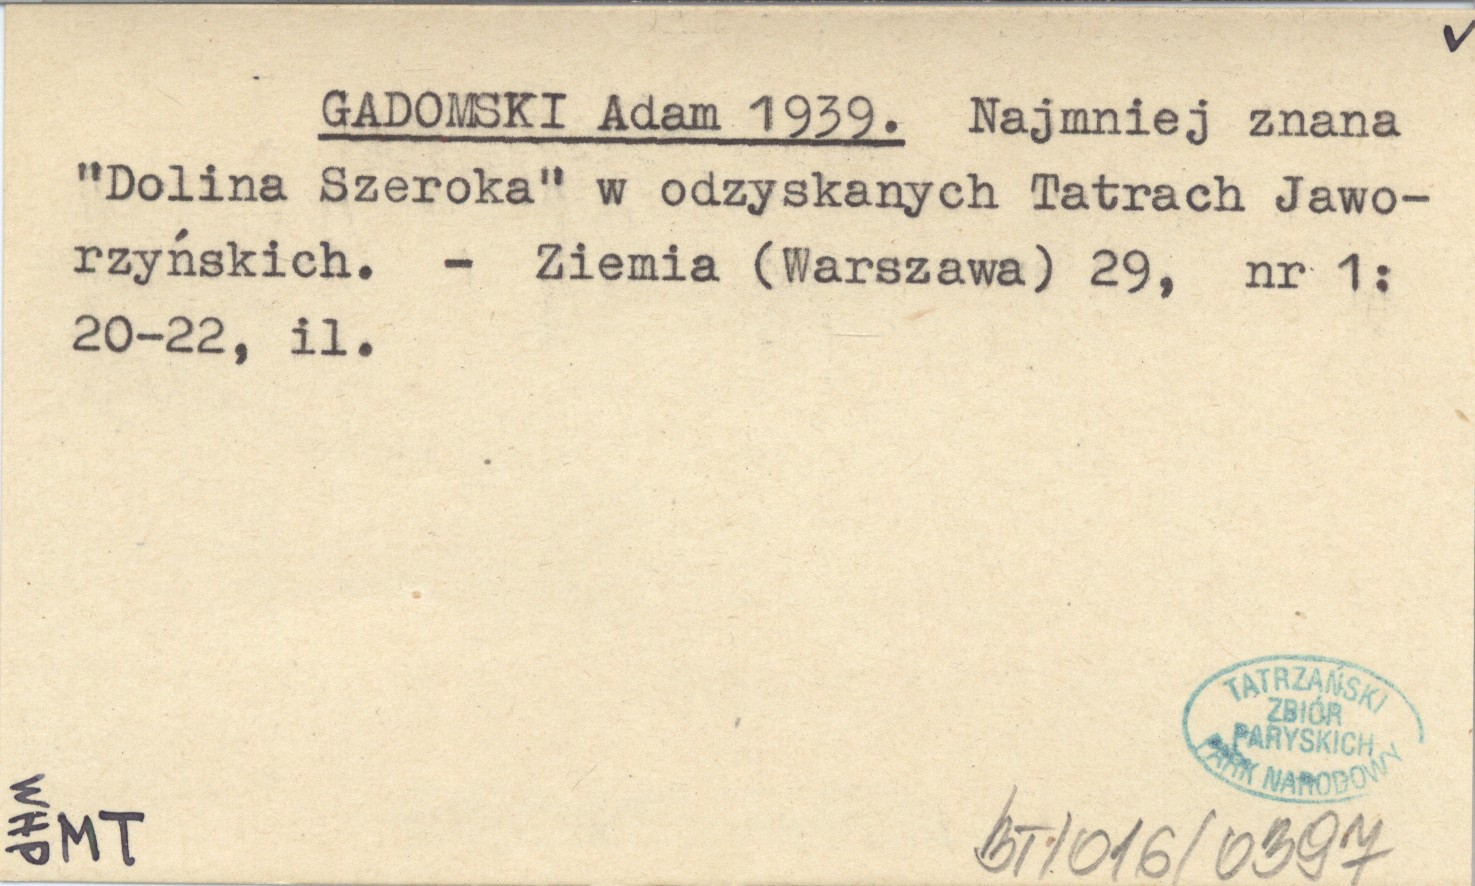 ✓
GADOMSKI Adam 1939. Najmniej znana
"Dolina Szeroka" w odzyskanych Tatrach Jawo-
rzyńskich. - Ziemia (Warszawa) 29, nr 1:
20-22, il.
TATRZAŃSKI
ZBIÓR
PARYSKICH
PARK NARODOWY
WHP
MT
BT/016/0397